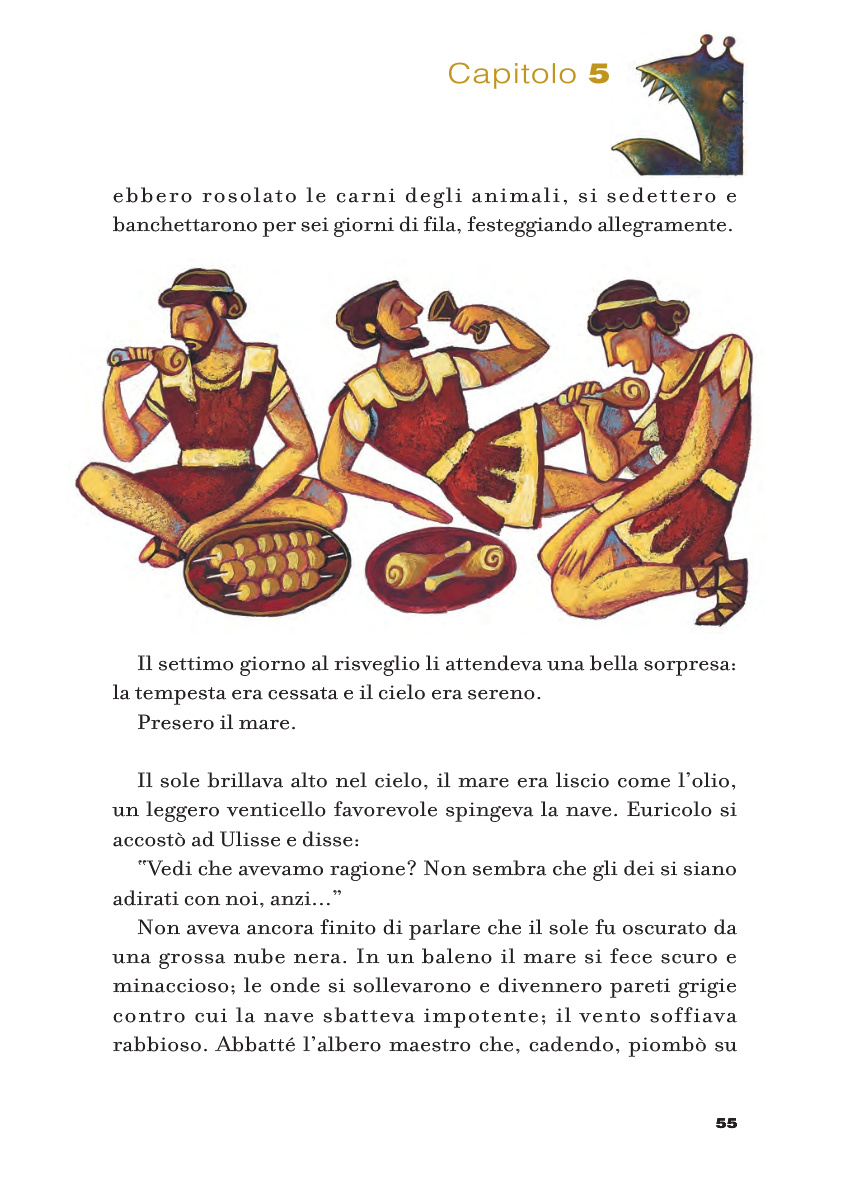 Capitolo 5
ebbero rosolato le carni degli animali, si sedettero e
banchettarono per sei giorni di fila, festeggiando allegramente.
Il settimo giorno al risveglio li attendeva una bella sorpresa:
la tempesta era cessata e il cielo era sereno.
Presero il mare.
Il sole brillava alto nel cielo, il mare era liscio come l'olio,
un leggero venticello favorevole spingeva la nave. Euricolo si
accostò ad Ulisse e disse:
"Vedi che avevamo ragione? Non sembra che gli dei si siano
adirati con noi, anzi..."
Non aveva ancora finito di parlare che il sole fu oscurato da
una grossa nube nera. In un baleno il mare si fece scuro e
minaccioso; le onde si sollevarono e divennero pareti grigie
contro cui la nave sbatteva impotente; il vento soffiava
rabbioso. Abbatté l'albero maestro che, cadendo, piombò su
55